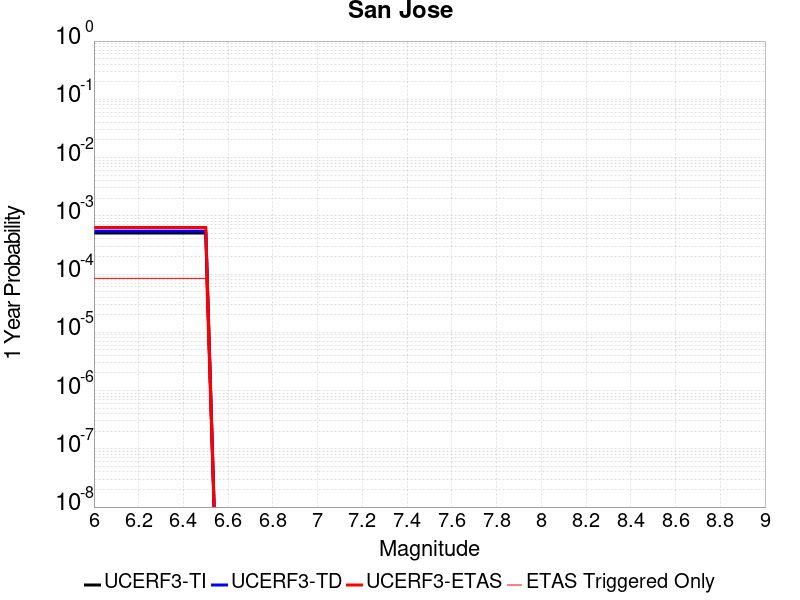 San Jose
1 Year Probability
10^0
10^-1
10^-2
10^-3
10^-4
10^-5
10^-6
10^-7
10^-8
6 6.2 6.4 6.6 6.8 7 7.2 7.4 7.6 7.8 8 8.2 8.4 8.6 8.8 9
Magnitude
UCERF3-TI UCERF3-TD UCERF3-ETAS ETAS Triggered Only